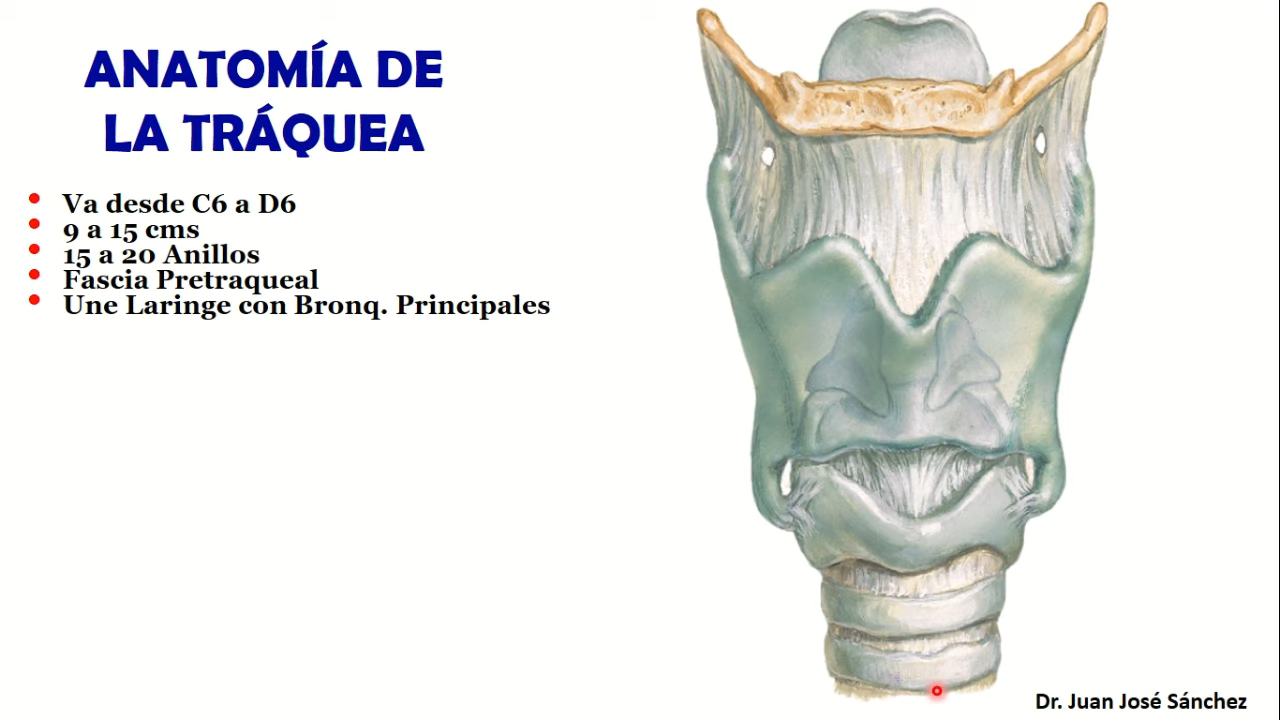 ANATOMÍA DE
LA TRÁQUEA
• Va desde C6 a D6
• 9 a 15 cms
• 15 a 20 Anillos
• Fascia Pretraqueal
• Une Laringe con Bronq. Principales
Dr. Juan José Sánchez